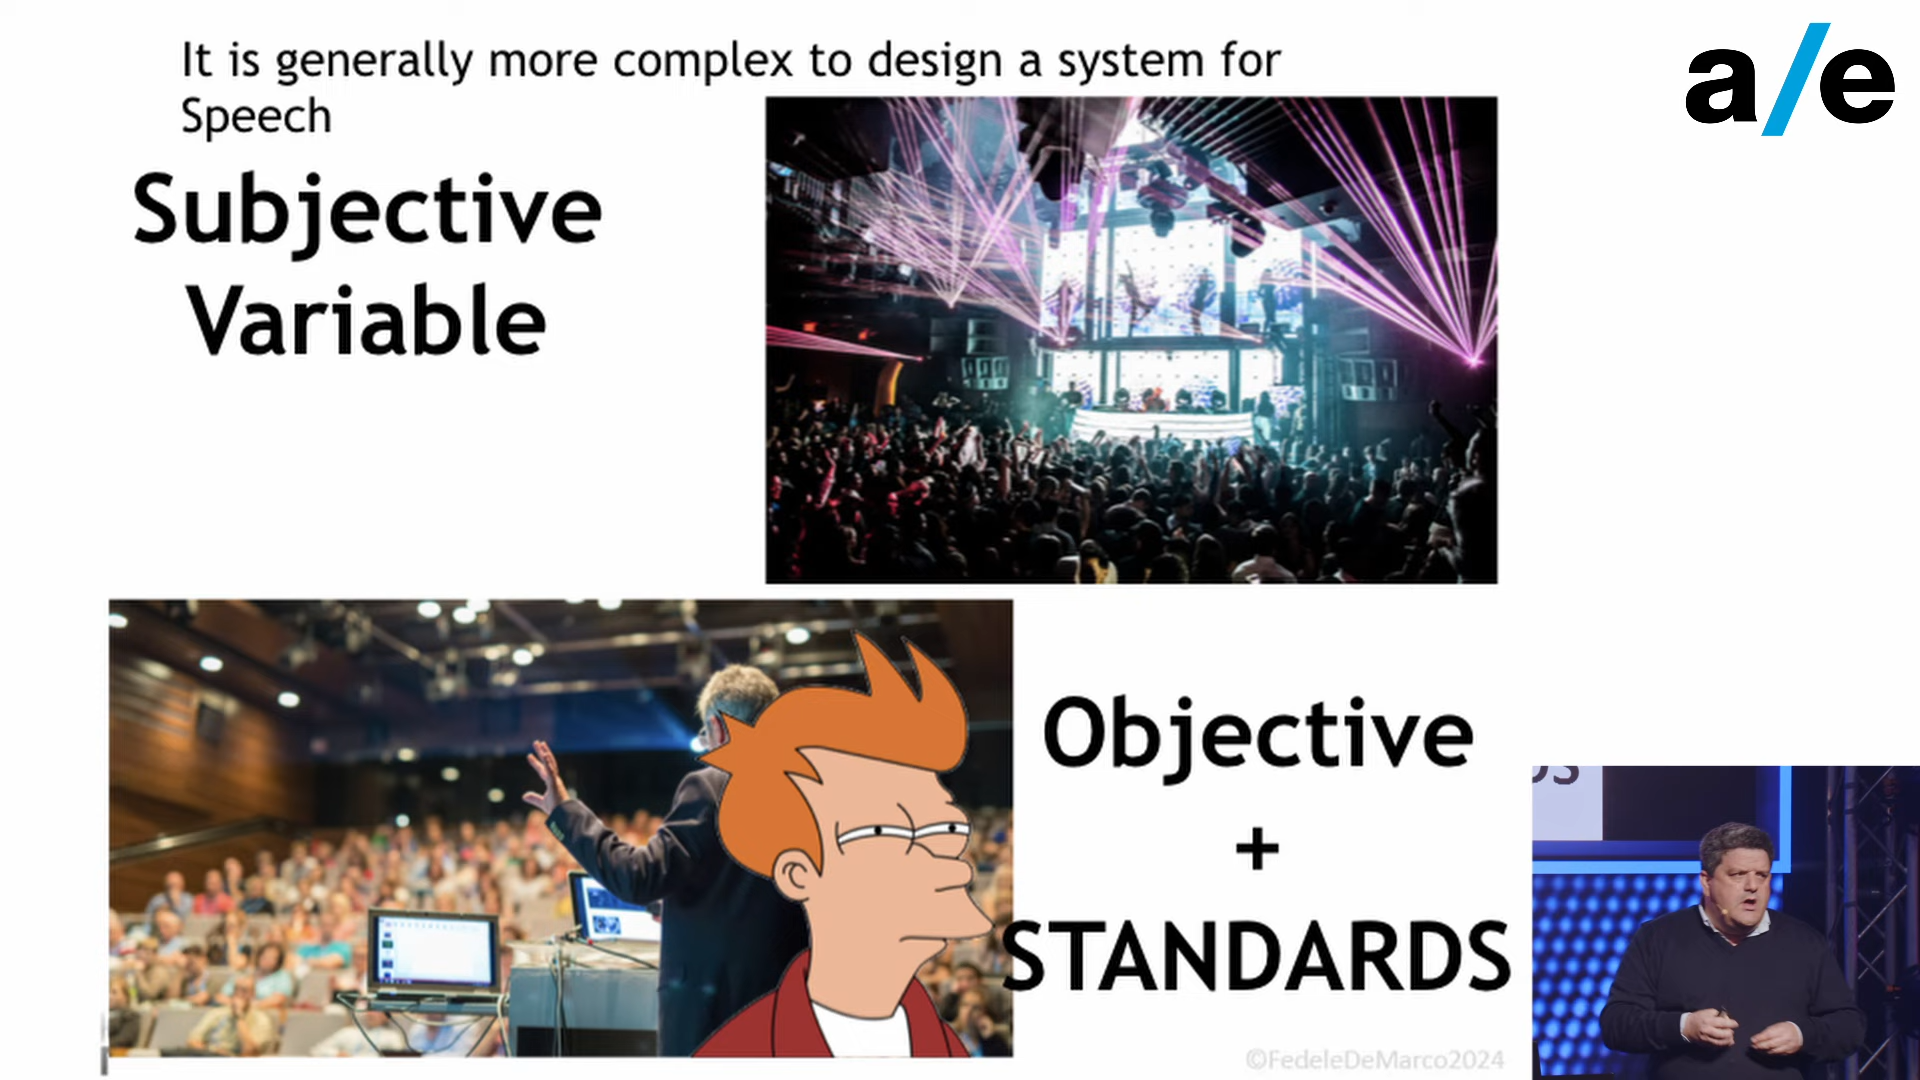 It is generally more complex to design a system for
Speech
a/e
Subjective
Variable
Objective
+
STANDARDS
©FedeleDeMarco2024